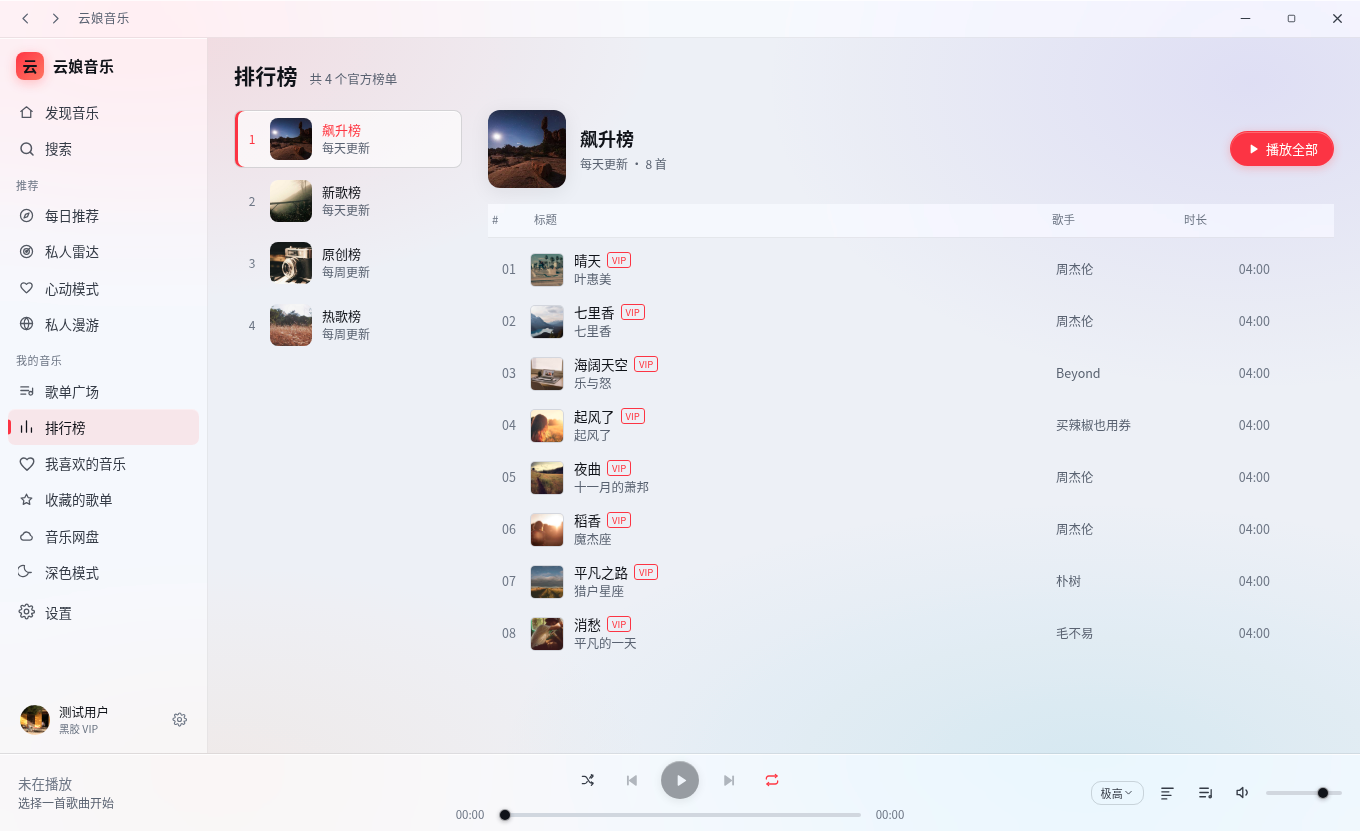 云娘音乐
云 云娘音乐
发现音乐
搜索
推荐
每日推荐
私人雷达
心动模式
私人漫游
我的音乐
歌单广场
排行榜
我喜欢的音乐
收藏的歌单
音乐网盘
深色模式
设置
测试用户
黑胶 VIP
排行榜 共 4 个官方榜单
1 飙升榜
每天更新
2 新歌榜
每天更新
3 原创榜
每周更新
4 热歌榜
每周更新
飙升榜
每天更新 · 8 首
播放全部
# 标题 歌手 时长
01 晴天 VIP 周杰伦 04:00
叶惠美
02 七里香 VIP 周杰伦 04:00
七里香
03 海阔天空 VIP Beyond 04:00
乐与怒
04 起风了 VIP 买辣椒也用券 04:00
起风了
05 夜曲 VIP 周杰伦 04:00
十一月的萧邦
06 稻香 VIP 周杰伦 04:00
魔杰座
07 平凡之路 VIP 朴树 04:00
猎户星座
08 消愁 VIP 毛不易 04:00
平凡的一天
未在播放
选择一首歌曲开始
00:00 00:00
极高